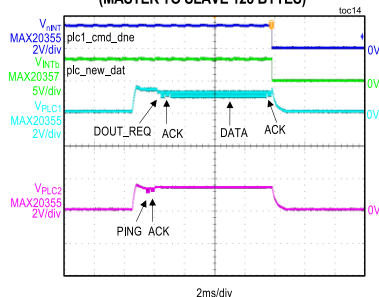 (MASTER TO SLAVE 128 BYTES)
toc14
VnINT
MAX20355
2V/div
plc1_cmd_dne
0V
VINTb
MAX20357
5V/div
plc_new_dat
0V
VPLC1
MAX20355
2V/div
0V
DOUT_REQ
ACK
DATA
ACK
VPLC2
MAX20355
2V/div
0V
PING
ACK
2ms/div